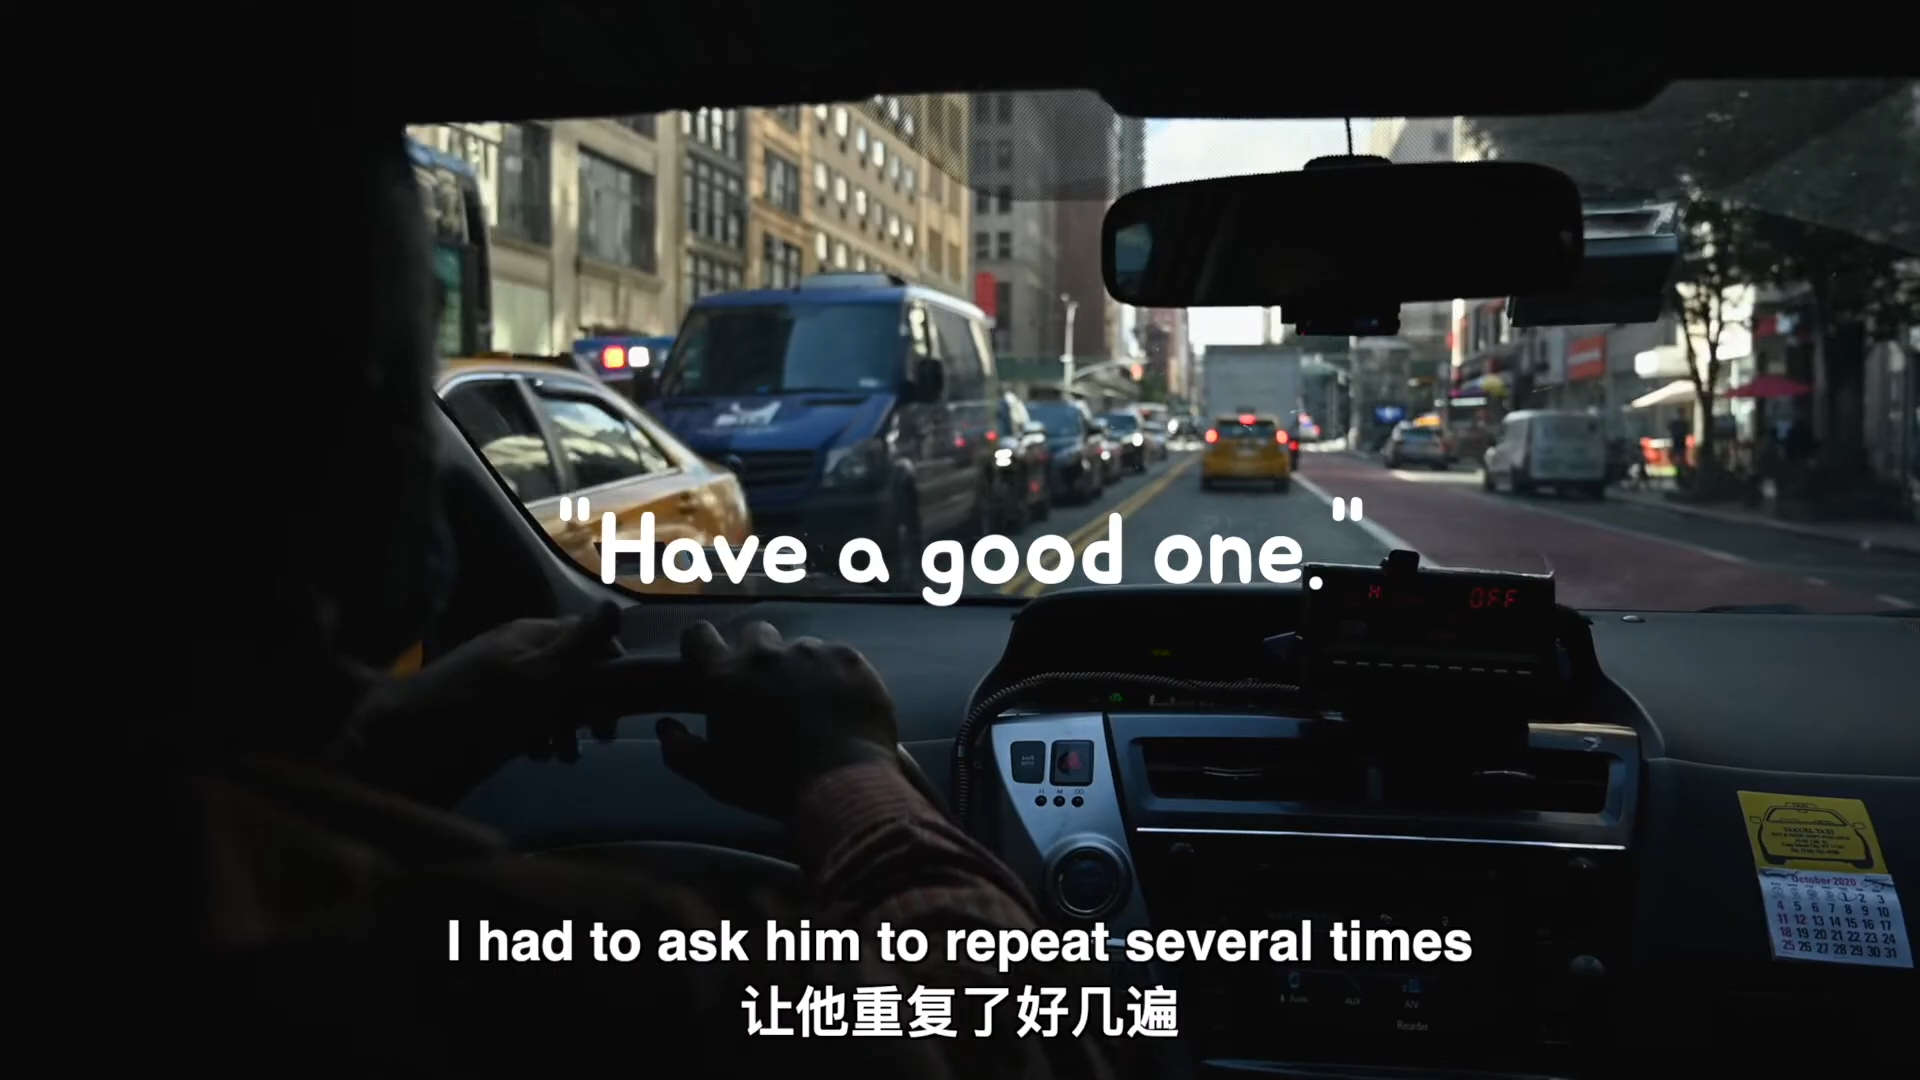 "Have a good one."
H OFF
October 2020
I had to ask him to repeat several times
让他重复了好几遍